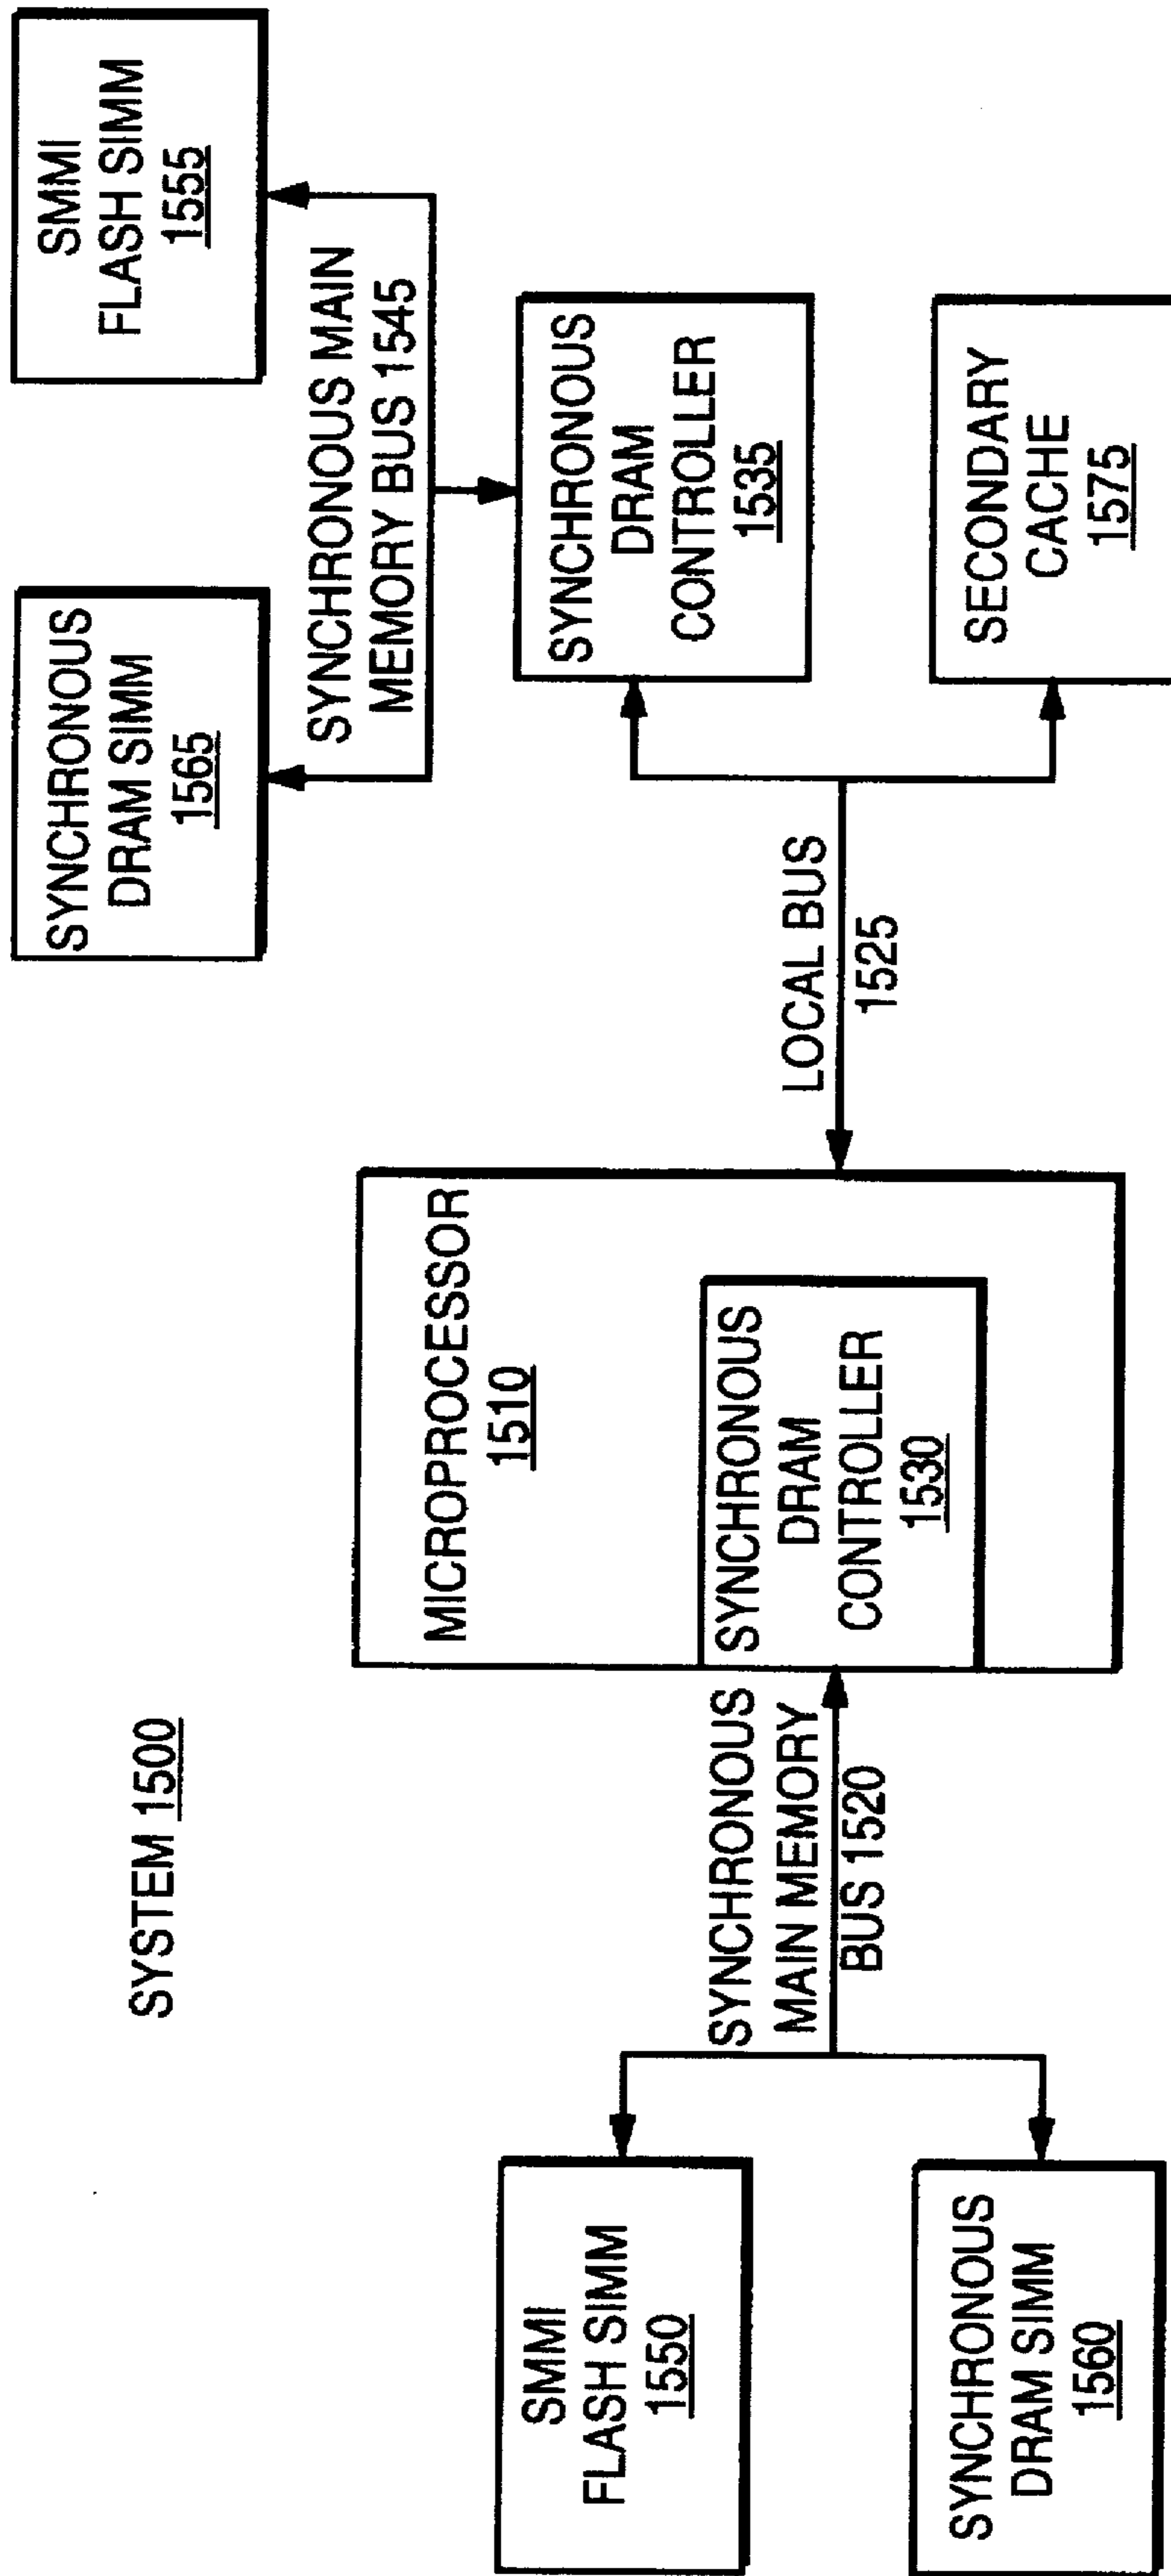 SYSTEM 1500
SMMI
FLASH SIMM
1550
SYNCHRONOUS
DRAM SIMM
1560
SYNCHRONOUS
MAIN MEMORY
BUS 1520
MICROPROCESSOR
1510
SYNCHRONOUS
DRAM
CONTROLLER
1530
LOCAL BUS
1525
SYNCHRONOUS
DRAM SIMM
1565
SMMI
FLASH SIMM
1555
SYNCHRONOUS MAIN
MEMORY BUS 1545
SYNCHRONOUS
DRAM
CONTROLLER
1535
SECONDARY
CACHE
1575